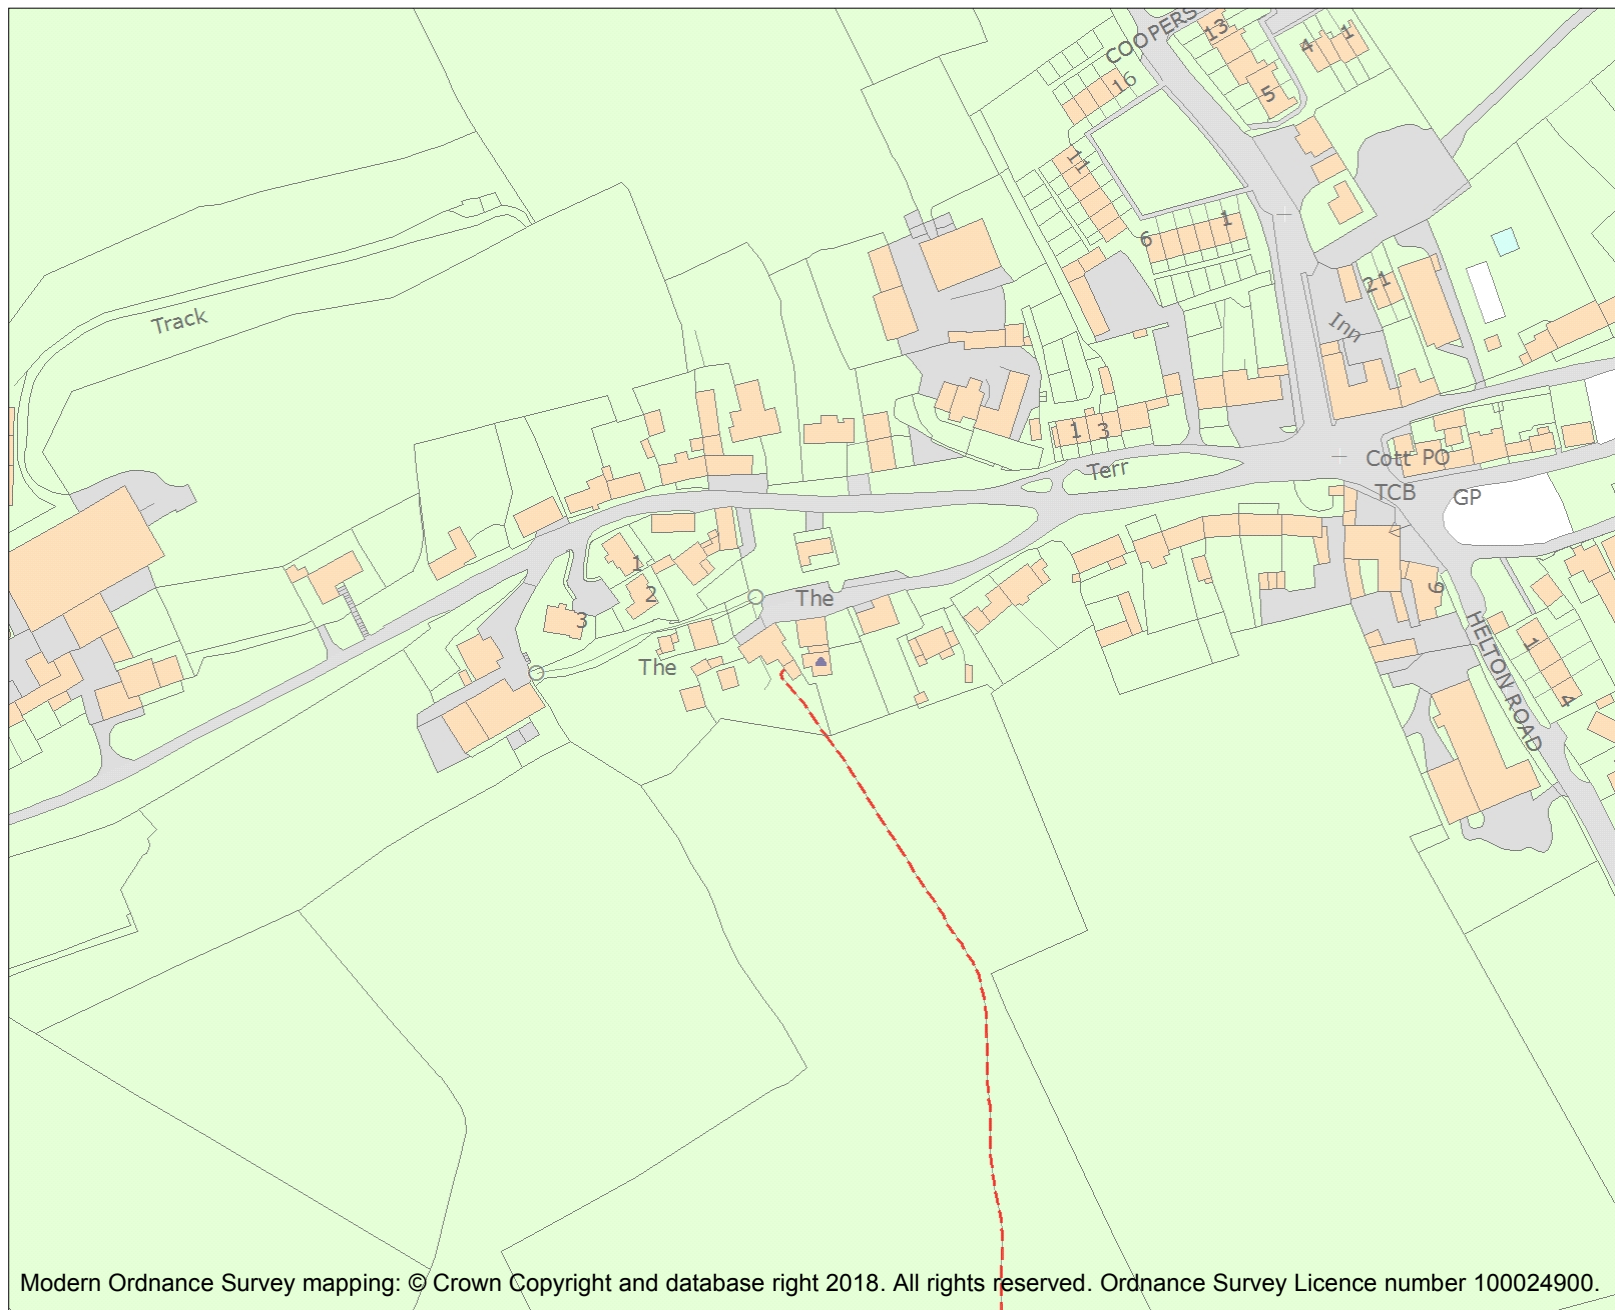 COOPERS
13
4
1
16
5
11
1
6
Track
2 1
Inn
1
3
Terr
Cott PO
TCB
GP
1
2
3
The
The
9
HELTON ROAD
1
4
Modern Ordnance Survey mapping: © Crown Copyright and database right 2018. All rights reserved. Ordnance Survey Licence number 100024900.